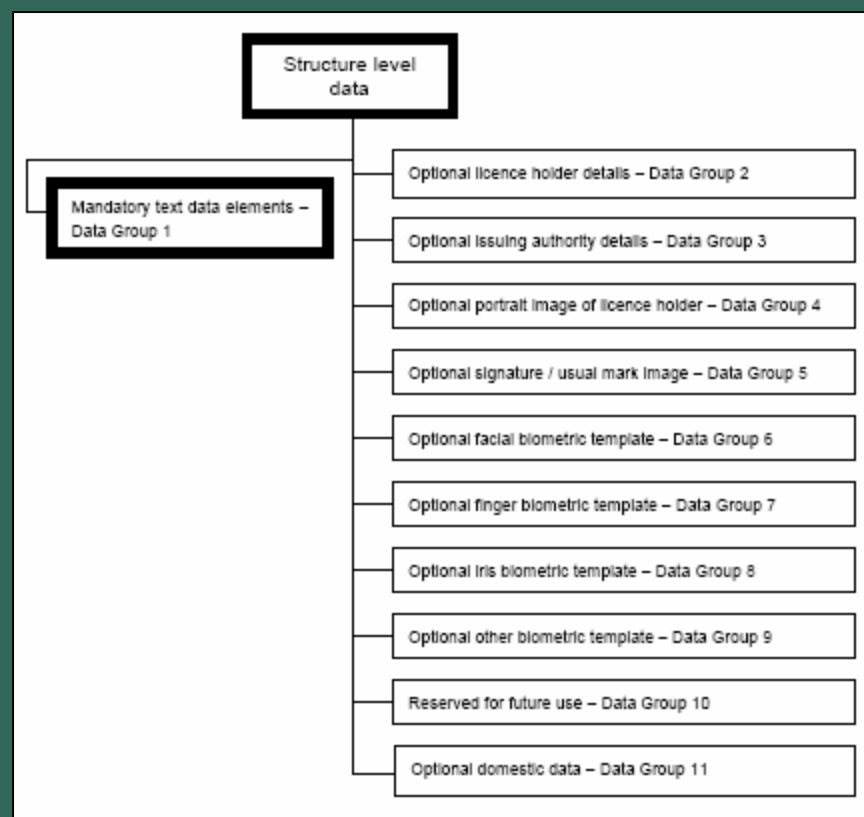 Structure level
data
Mandatory text data elements –
Data Group 1
Optional licence holder details – Data Group 2
Optional issuing authority details – Data Group 3
Optional portrait image of licence holder – Data Group 4
Optional signature / usual mark image – Data Group 5
Optional facial biometric template – Data Group 6
Optional finger biometric template – Data Group 7
Optional iris biometric template – Data Group 8
Optional other biometric template – Data Group 9
Reserved for future use – Data Group 10
Optional domestic data – Data Group 11